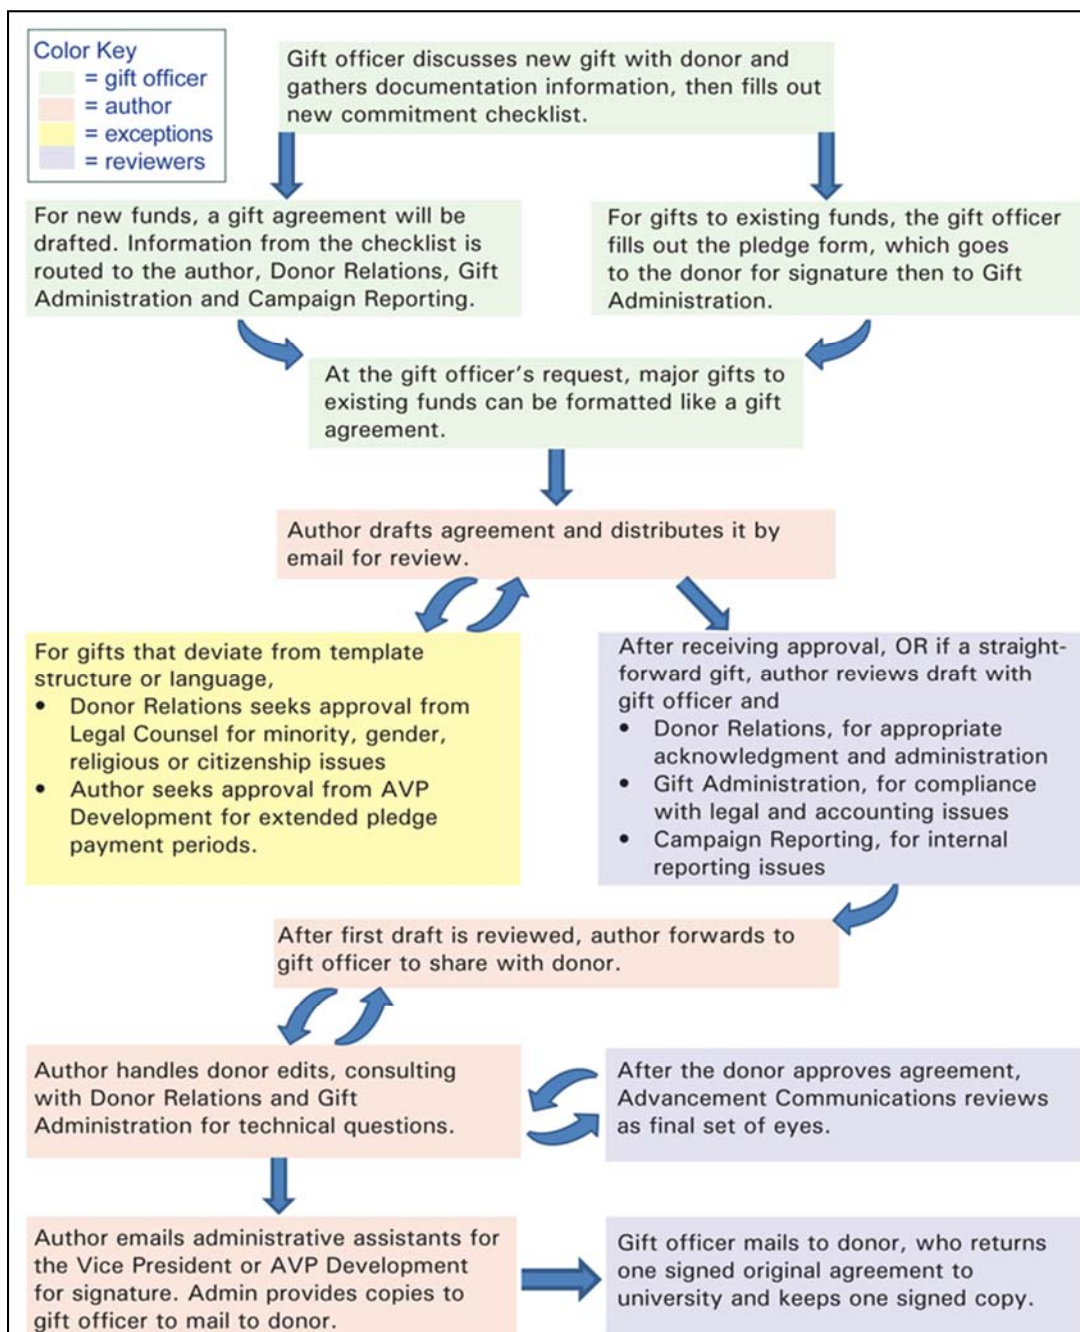 Color Key
= gift officer
= author
= exceptions
= reviewers
Gift officer discusses new gift with donor and
gathers documentation information, then fills out
new commitment checklist.
For new funds, a gift agreement will be
drafted. Information from the checklist is
routed to the author, Donor Relations, Gift
Administration and Campaign Reporting.
For gifts to existing funds, the gift officer
fills out the pledge form, which goes
to the donor for signature then to Gift
Administration.
At the gift officer's request, major gifts to
existing funds can be formatted like a gift
agreement.
Author drafts agreement and distributes it by
email for review.
For gifts that deviate from template
structure or language,
• Donor Relations seeks approval from
Legal Counsel for minority, gender,
religious or citizenship issues
• Author seeks approval from AVP
Development for extended pledge
payment periods.
After receiving approval, OR if a straight-
forward gift, author reviews draft with
gift officer and
• Donor Relations, for appropriate
acknowledgment and administration
• Gift Administration, for compliance
with legal and accounting issues
• Campaign Reporting, for internal
reporting issues
After first draft is reviewed, author forwards to
gift officer to share with donor.
Author handles donor edits, consulting
with Donor Relations and Gift
Administration for technical questions.
After the donor approves agreement,
Advancement Communications reviews
as final set of eyes.
Author emails administrative assistants for
the Vice President or AVP Development
for signature. Admin provides copies to
gift officer to mail to donor.
Gift officer mails to donor, who returns
one signed original agreement to
university and keeps one signed copy.